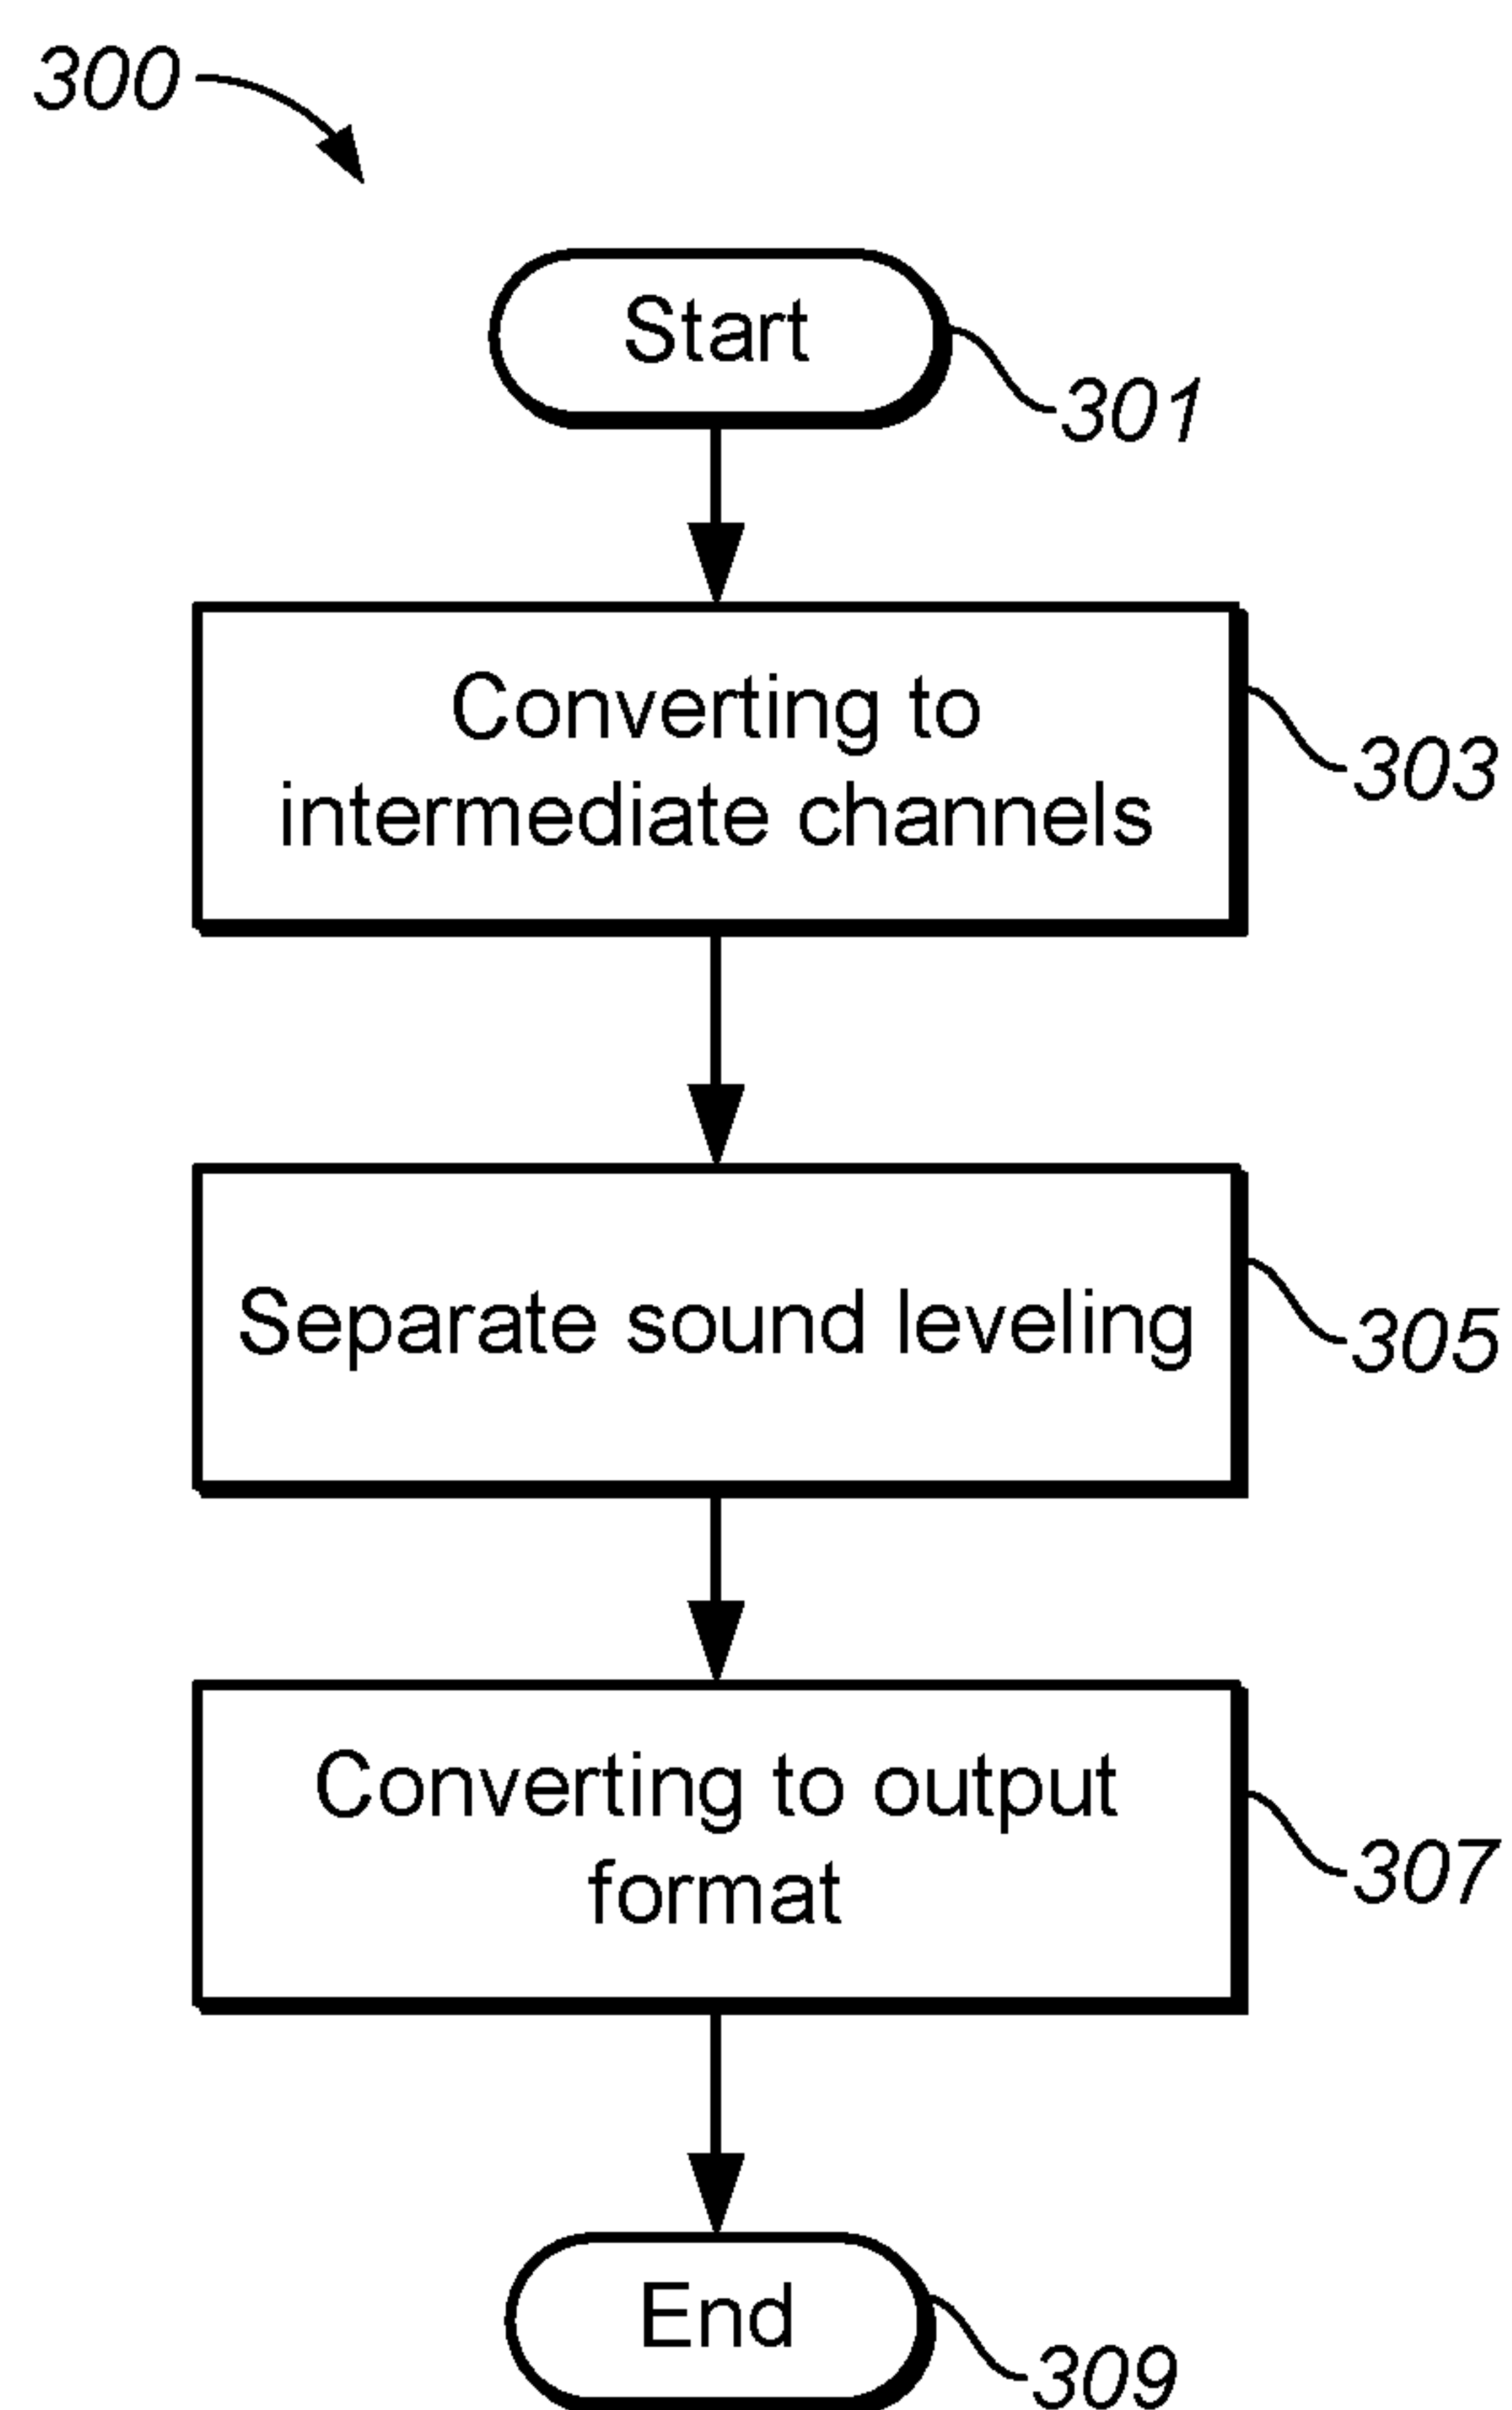 300
Start
301
Converting to
intermediate channels
303
Separate sound leveling
305
Converting to output
format
307
End
309